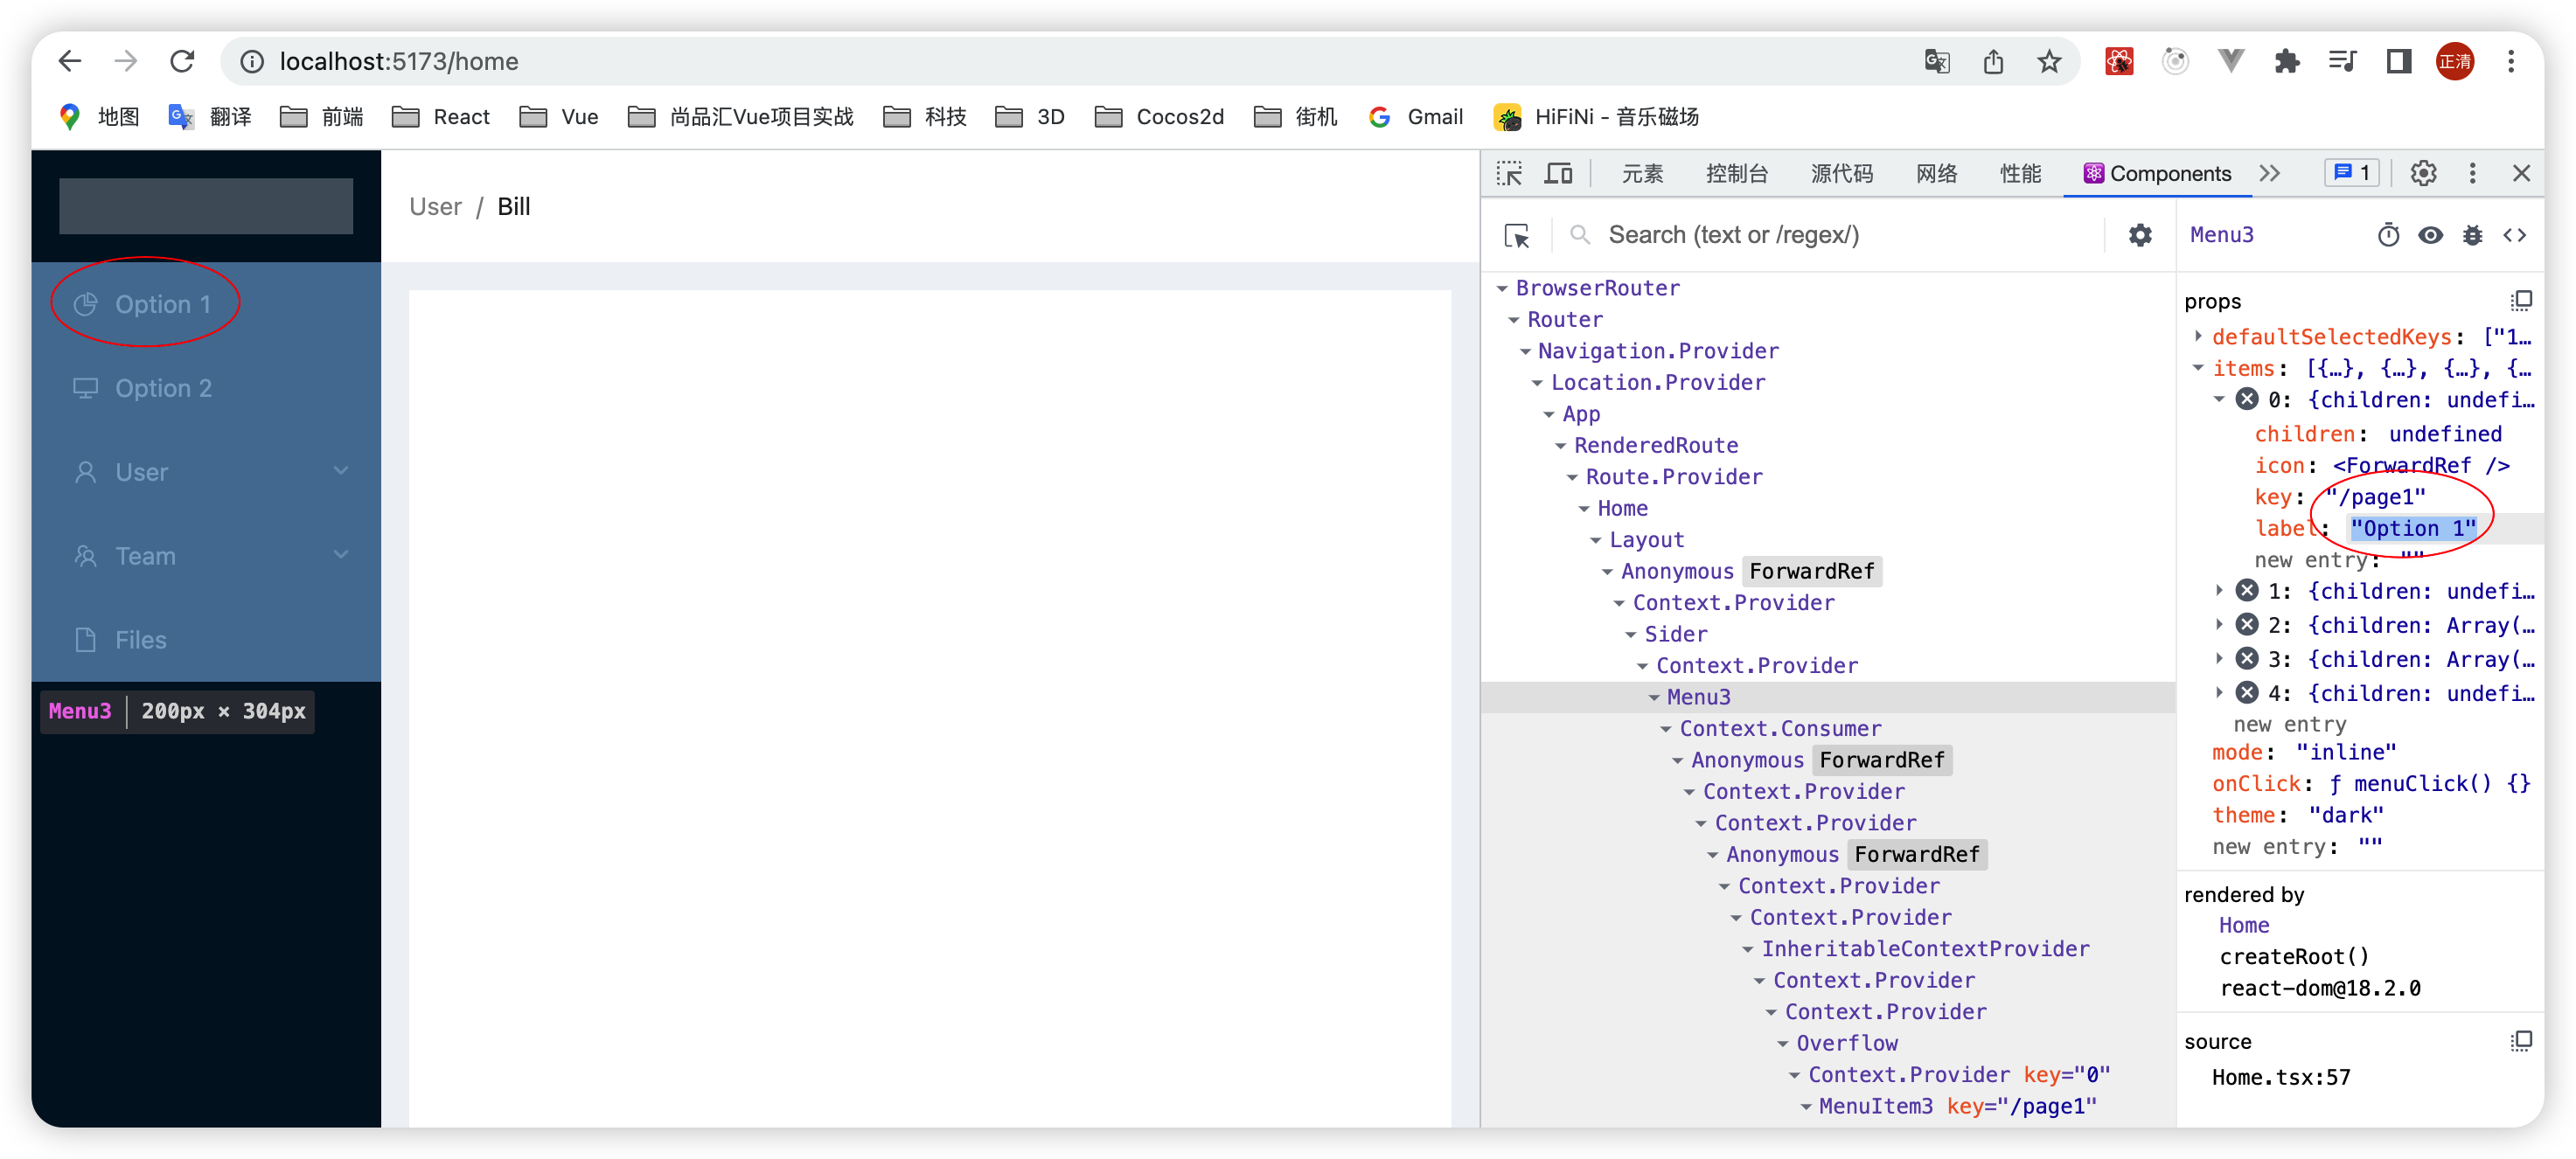 localhost:5173/home
正清
地图 翻译 前端 React Vue 尚品汇Vue项目实战 科技 3D Cocos2d 街机 Gmail HiFiNi - 音乐磁场
User / Bill
Option 1
Option 2
User
Team
Files
Menu3 200px × 304px
元素 控制台 源代码 网络 性能 Components 1
Search (text or /regex/)
BrowserRouter
Router
Navigation.Provider
Location.Provider
App
RenderedRoute
Route.Provider
Home
Layout
Anonymous ForwardRef
Context.Provider
Sider
Context.Provider
Menu3
Context.Consumer
Anonymous ForwardRef
Context.Provider
Context.Provider
Anonymous ForwardRef
Context.Provider
Context.Provider
InheritableContextProvider
Context.Provider
Context.Provider
Overflow
Context.Provider key="0"
MenuItem3 key="/page1"
Menu3
props
defaultSelectedKeys: ["1…
items: [{…}, {…}, {…}, {…
0: {children: undefi…
children: undefined
icon: <ForwardRef />
key: "/page1"
label: "Option 1"
new entry: ""
1: {children: undefi…
2: {children: Array(…
3: {children: Array(…
4: {children: undefi…
new entry
mode: "inline"
onClick: ƒ menuClick() {}
theme: "dark"
new entry: ""
rendered by
Home
createRoot()
react-dom@18.2.0
source
Home.tsx:57